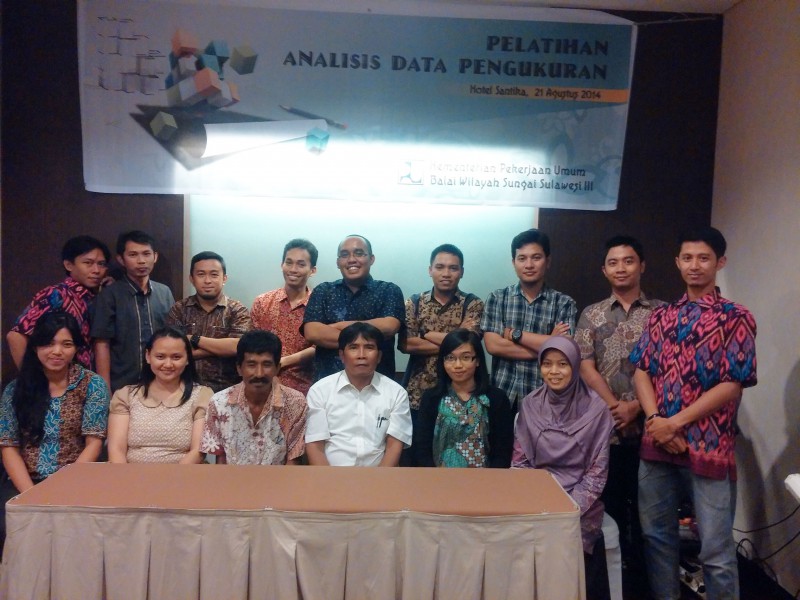 PELATIHAN
ANALISIS DATA PENGUKURAN
Hotel Santika, 21 Agustus 2014
Kementerian Pekerjaan Umum
Balai Wilayah Sungai Sulawesi III